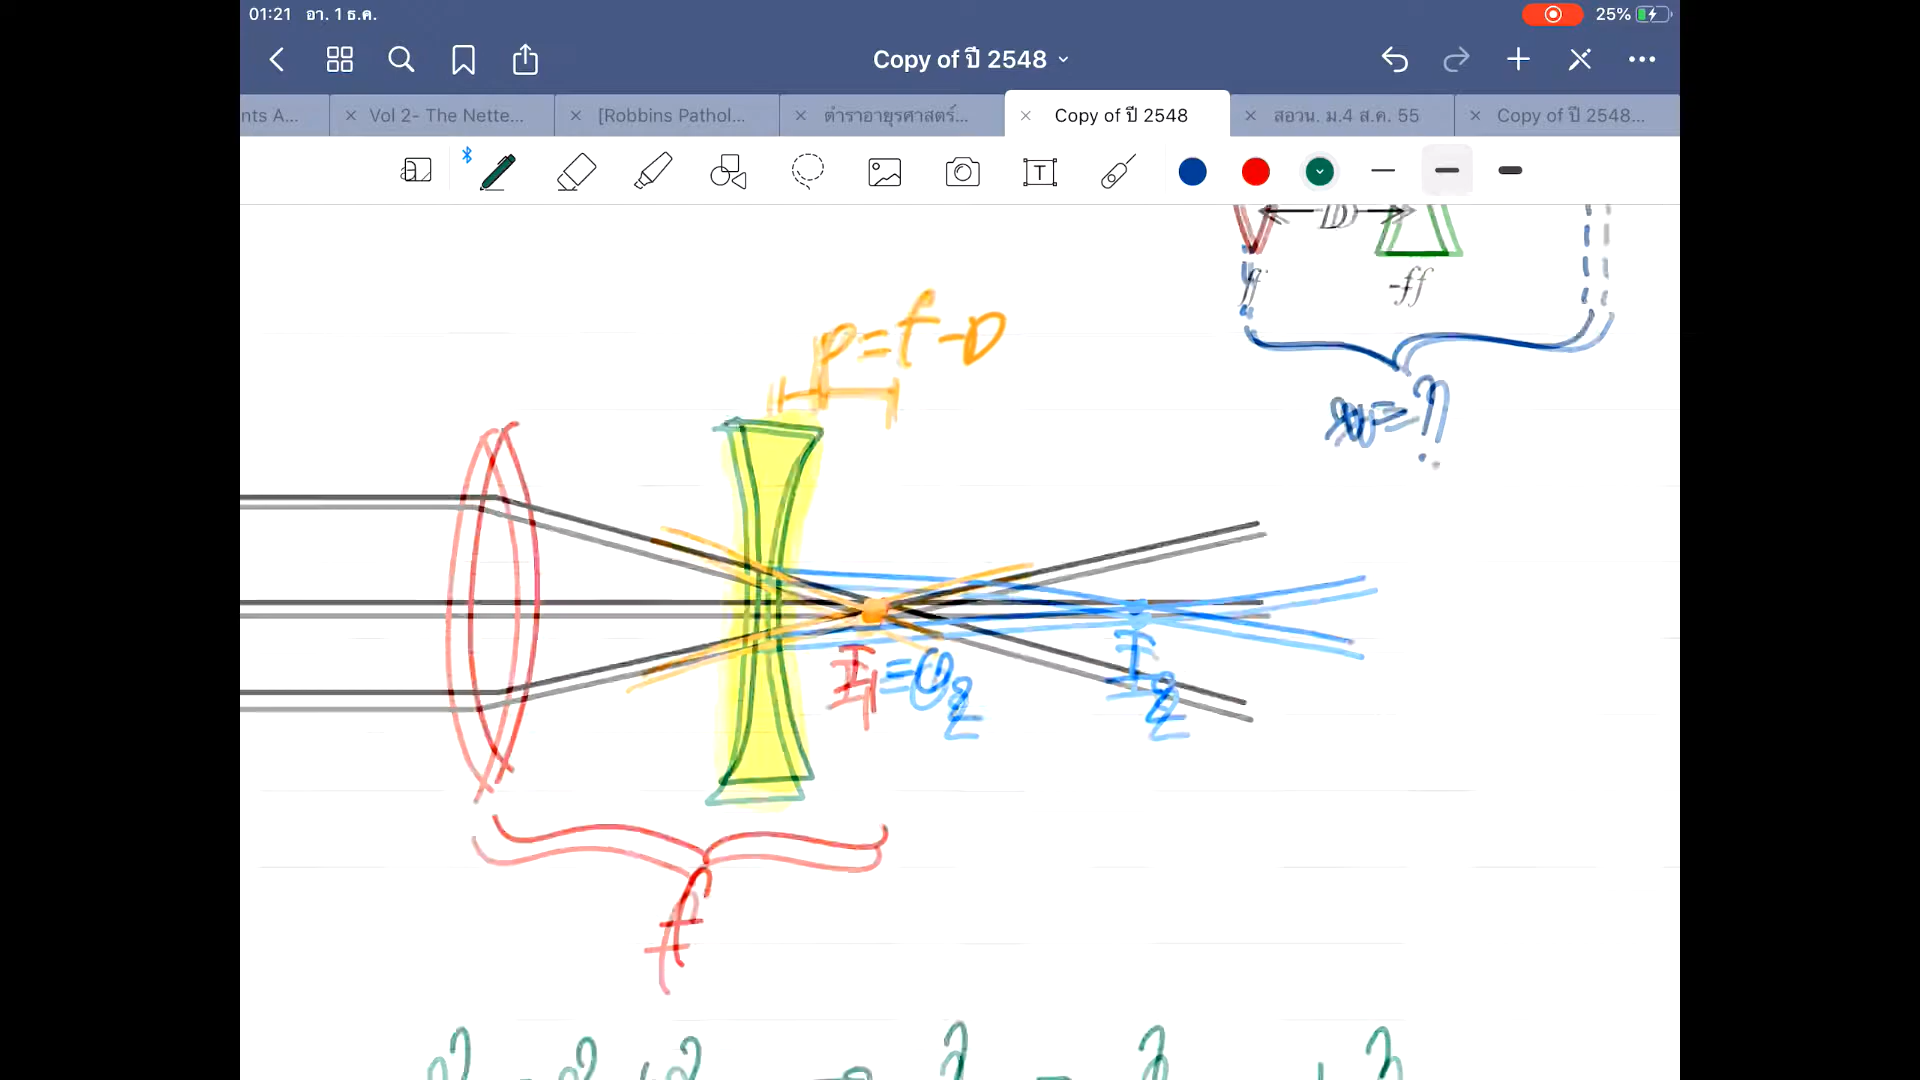 01:21 อา. 1 ธ.ค. 25%
Copy of ปี 2548
nts A... Vol 2- The Nette... [Robbins Pathol... ตำราอายุรศาสตร์... Copy of ปี 2548 สอวน. ม.4 ส.ค. 55 Copy of ปี 2548...
D
f -f
P=f-D
=?
I1=O2
I2
f